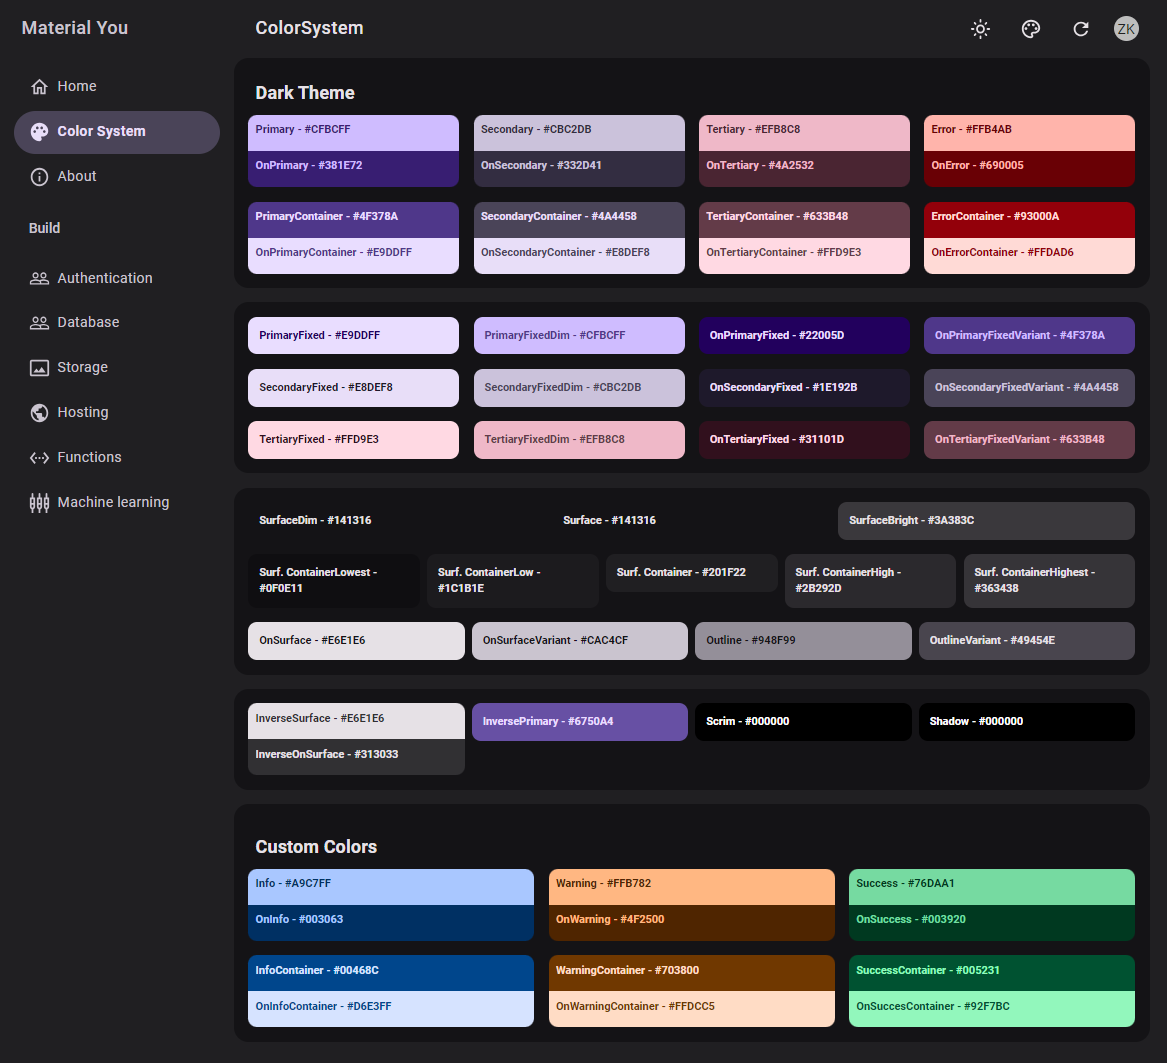 Material You
ColorSystem
ZK
Home
Color System
About
Build
Authentication
Database
Storage
Hosting
Functions
Machine learning
Dark Theme
Primary - #CFBCFF
Secondary - #CBC2DB
Tertiary - #EFB8C8
Error - #FFB4AB
OnPrimary - #381E72
OnSecondary - #332D41
OnTertiary - #4A2532
OnError - #690005
PrimaryContainer - #4F378A
SecondaryContainer - #4A4458
TertiaryContainer - #633B48
ErrorContainer - #93000A
OnPrimaryContainer - #E9DDFF
OnSecondaryContainer - #E8DEF8
OnTertiaryContainer - #FFD9E3
OnErrorContainer - #FFDAD6
PrimaryFixed - #E9DDFF
PrimaryFixedDim - #CFBCFF
OnPrimaryFixed - #22005D
OnPrimaryFixedVariant - #4F378A
SecondaryFixed - #E8DEF8
SecondaryFixedDim - #CBC2DB
OnSecondaryFixed - #1E192B
OnSecondaryFixedVariant - #4A4458
TertiaryFixed - #FFD9E3
TertiaryFixedDim - #EFB8C8
OnTertiaryFixed - #31101D
OnTertiaryFixedVariant - #633B48
SurfaceDim - #141316
Surface - #141316
SurfaceBright - #3A383C
Surf. ContainerLowest -
#0F0E11
Surf. ContainerLow -
#1C1B1E
Surf. Container - #201F22
Surf. ContainerHigh -
#2B292D
Surf. ContainerHighest -
#363438
OnSurface - #E6E1E6
OnSurfaceVariant - #CAC4CF
Outline - #948F99
OutlineVariant - #49454E
InverseSurface - #E6E1E6
InverseOnSurface - #313033
InversePrimary - #6750A4
Scrim - #000000
Shadow - #000000
Custom Colors
Info - #A9C7FF
Warning - #FFB782
Success - #76DAA1
OnInfo - #003063
OnWarning - #4F2500
OnSuccess - #003920
InfoContainer - #00468C
WarningContainer - #703800
SuccessContainer - #005231
OnInfoContainer - #D6E3FF
OnWarningContainer - #FFDCC5
OnSuccesContainer - #92F7BC